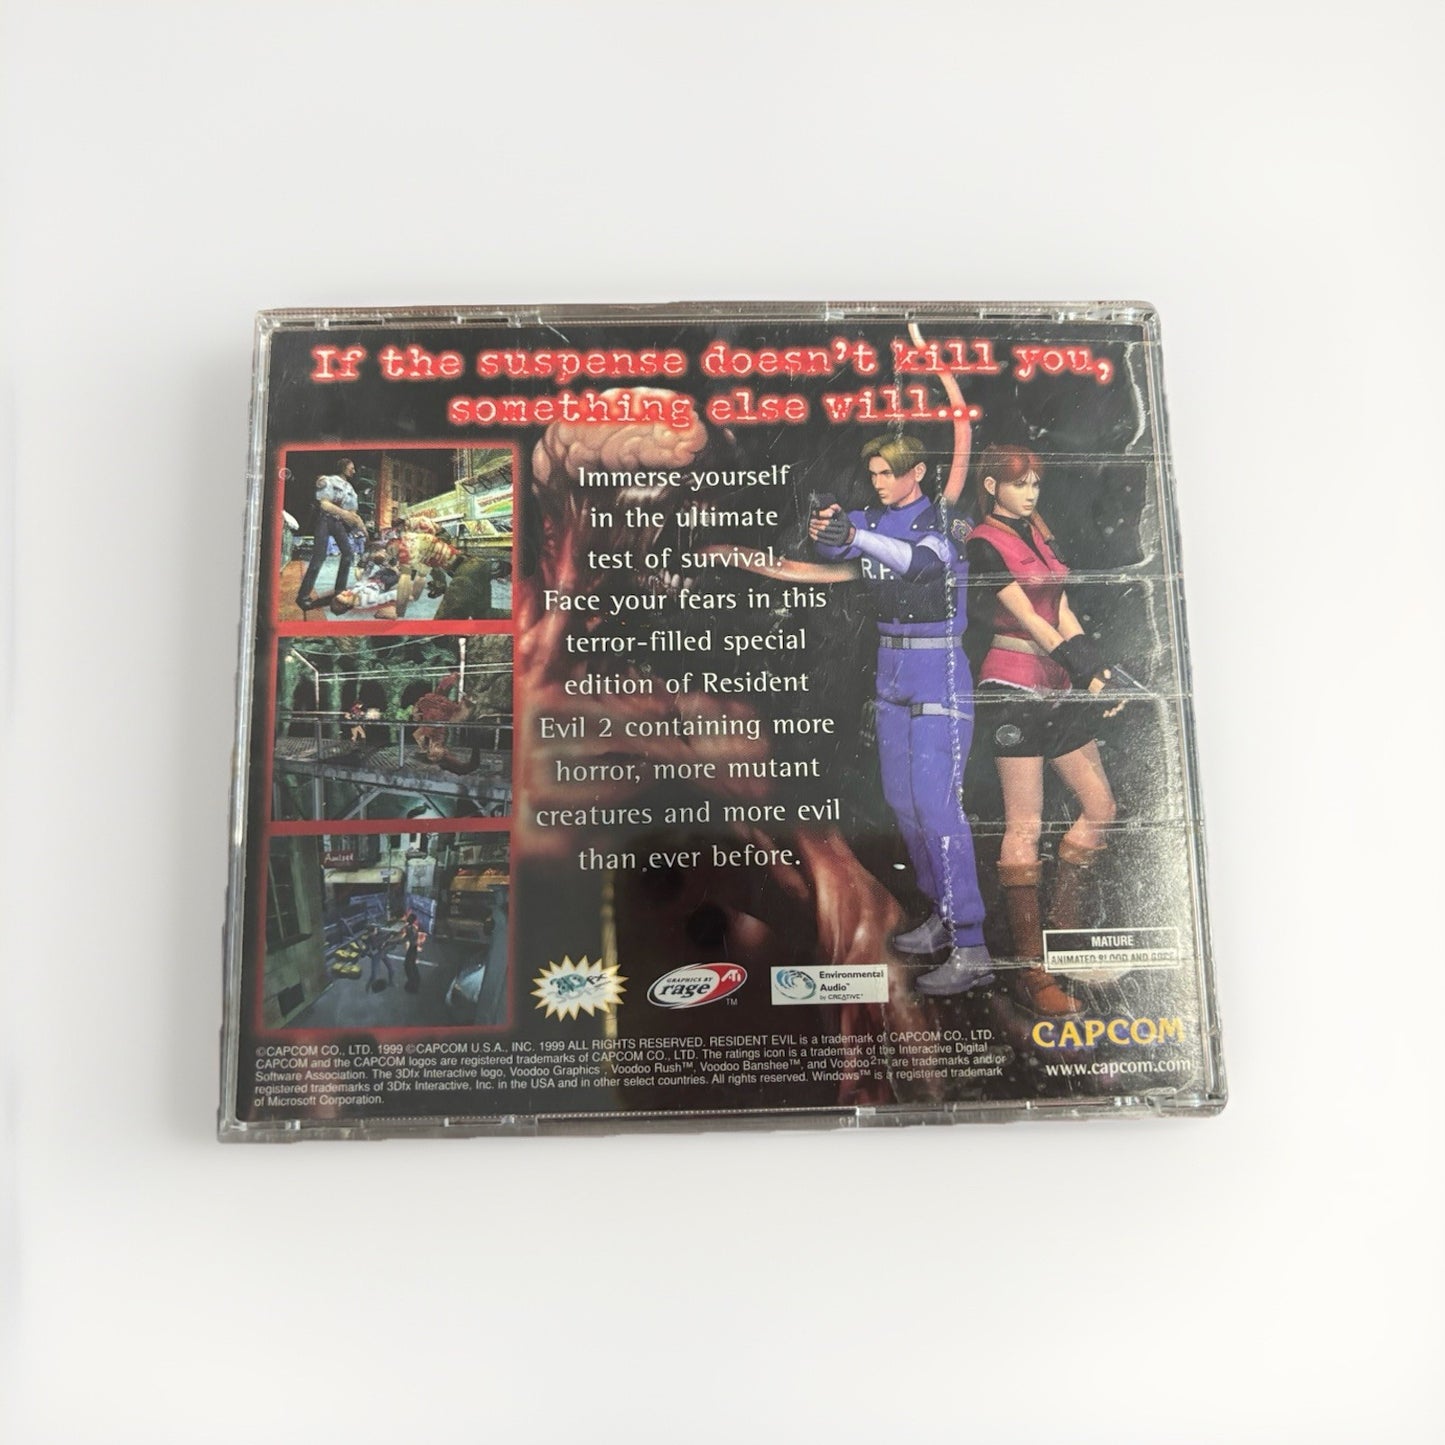 If the suspense doesn't kill you,
something else will...
Immerse yourself
in the ultimate
test of survival.
Face your fears in this
terror-filled special
edition of Resident
Evil 2 containing more
horror, more mutant
creatures and more evil
than ever before.
R.P.
Amised
GRAPHICS BY
rage
ATI
TM
Environmental
Audio™
by CREATIVE®
MATURE
ANIMATED BLOOD AND GORE
CAPCOM
www.capcom.com
©CAPCOM CO., LTD. 1999 ©CAPCOM U.S.A., INC. 1999 ALL RIGHTS RESERVED. RESIDENT EVIL is a trademark of CAPCOM CO., LTD.
CAPCOM and the CAPCOM logos are registered trademarks of CAPCOM CO., LTD. The ratings icon is a trademark of the Interactive Digital
Software Association. The 3Dfx Interactive logo, Voodoo Graphics , Voodoo Rush™, Voodoo Banshee™, and Voodoo2™ are trademarks and/or
registered trademarks of 3Dfx Interactive, Inc. in the USA and in other select countries. All rights reserved. Windows™ is a registered trademark
of Microsoft Corporation.